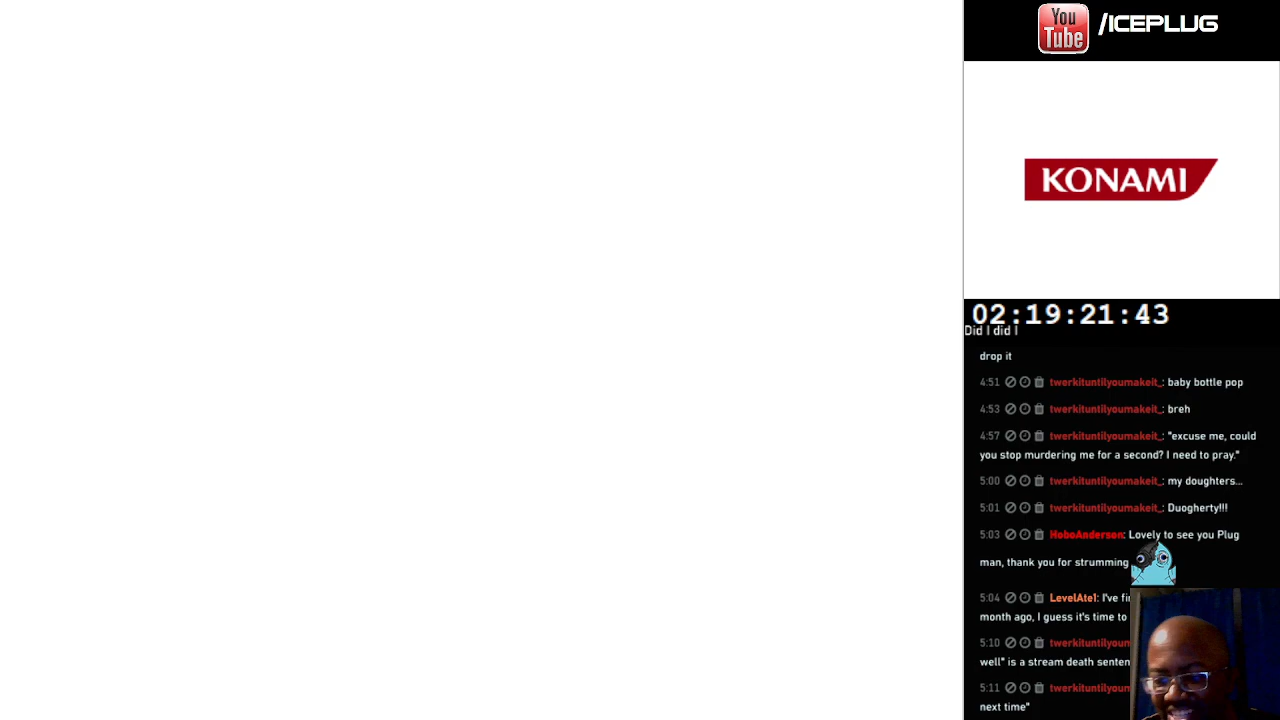 You
Tube
/ICEPLUG
KONAMI
02:19:21:43
Did I did I
drop it
4:51 twerkituntilyoumakeit_: baby bottle pop
4:53 twerkituntilyoumakeit_: breh
4:57 twerkituntilyoumakeit_: "excuse me, could
you stop murdering me for a second? I need to pray."
5:00 twerkituntilyoumakeit_: my doughters...
5:01 twerkituntilyoumakeit_: Duogherty!!!
5:03 HoboAnderson: Lovely to see you Plug
man, thank you for strumming
5:04 LevelAte1: I've
month ago, I guess it's time to
5:10
well" is a stream death
5:11
next time"